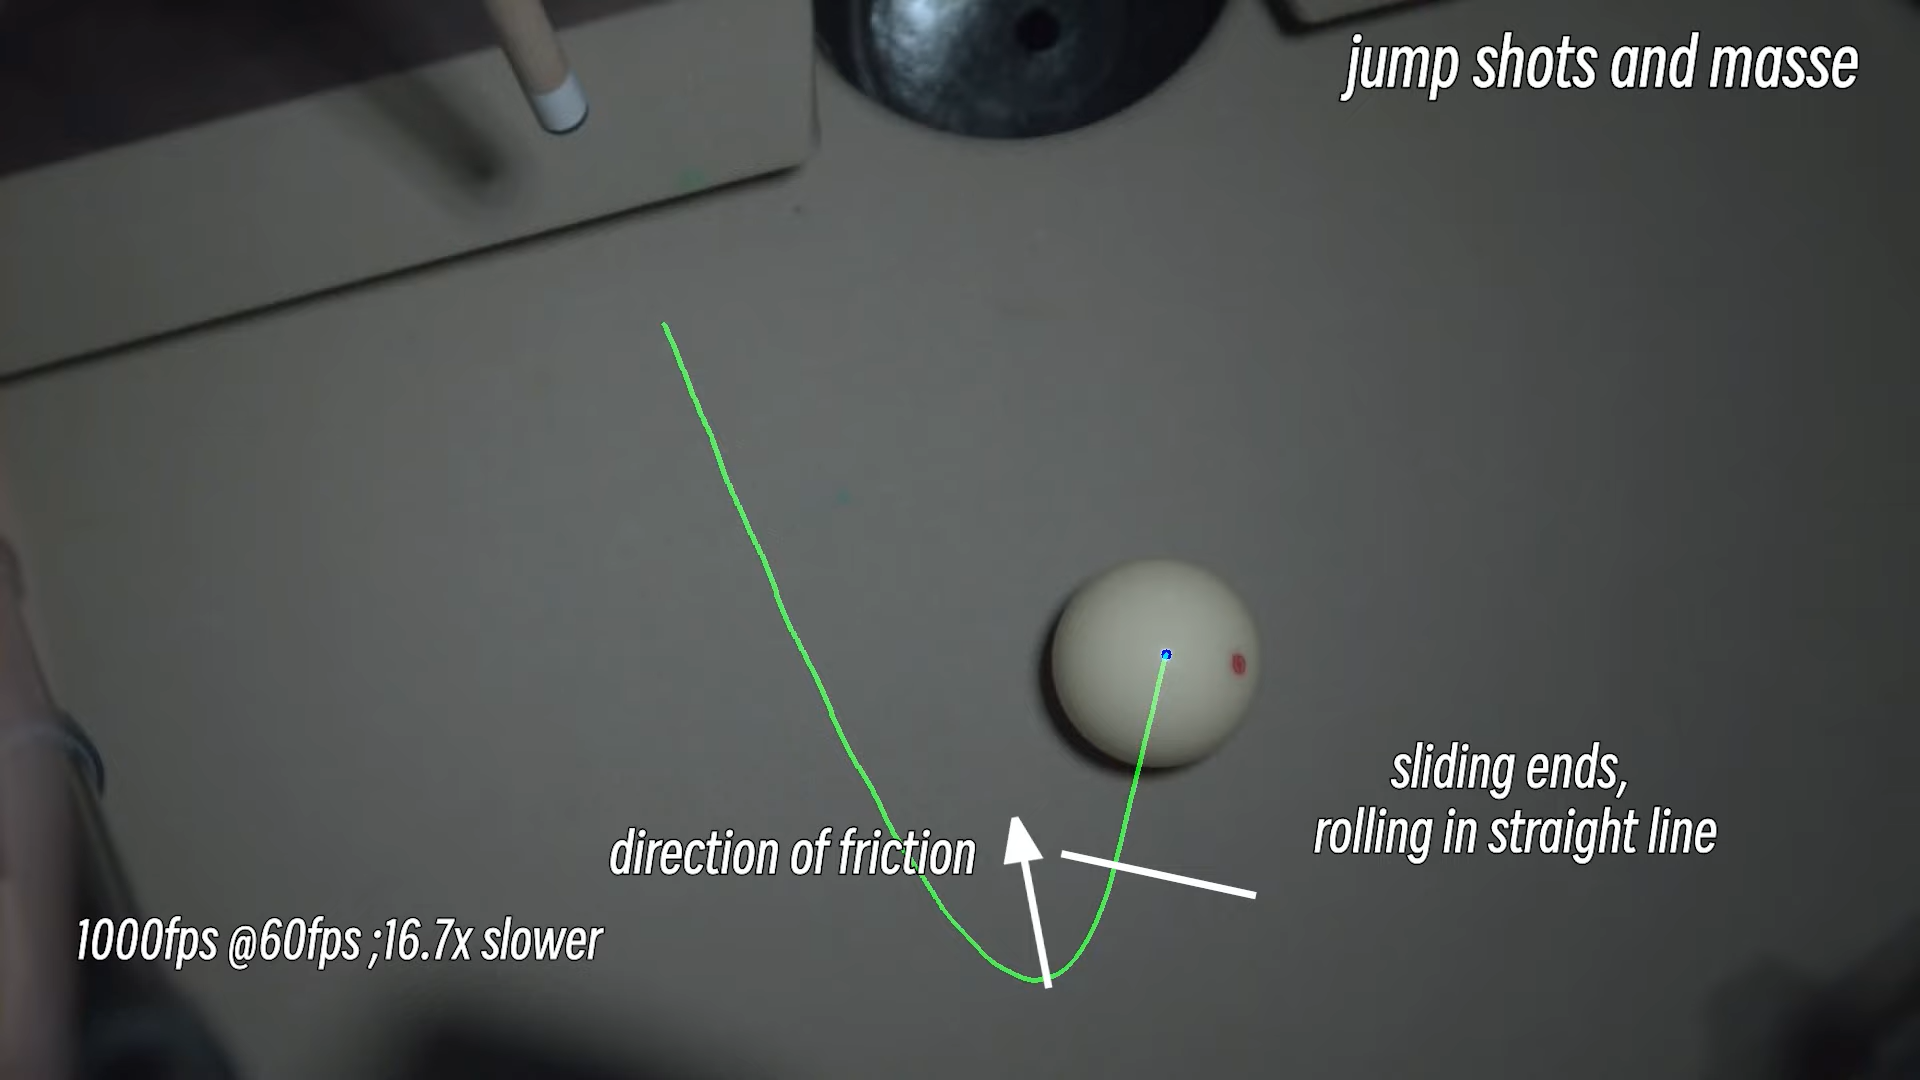 jump shots and masse
sliding ends,
rolling in straight line
direction of friction
1000fps @60fps ;16.7x slower